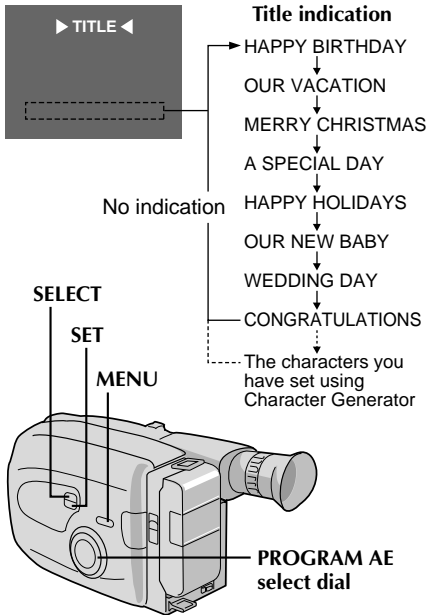 ▶ TITLE ◀
Title indication
HAPPY BIRTHDAY
OUR VACATION
MERRY CHRISTMAS
A SPECIAL DAY
HAPPY HOLIDAYS
No indication
OUR NEW BABY
WEDDING DAY
CONGRATULATIONS
The characters you
have set using
Character Generator
SELECT
SET
MENU
PROGRAM AE
select dial